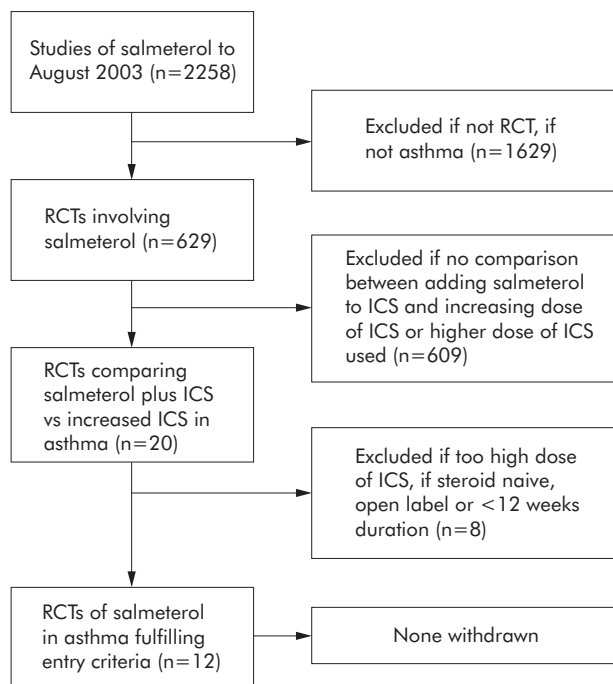 Studies of salmeterol to
August 2003 (n=2258)
Excluded if not RCT, if
not asthma (n=1629)
RCTs involving
salmeterol (n=629)
Excluded if no comparison
between adding salmeterol
to ICS and increasing dose
of ICS or higher dose of ICS
used (n=609)
RCTs comparing
salmeterol plus ICS
vs increased ICS in
asthma (n=20)
Excluded if too high dose
of ICS, if steroid naive,
open label or <12 weeks
duration (n=8)
RCTs of salmeterol
in asthma fulfilling
entry criteria (n=12)
None withdrawn